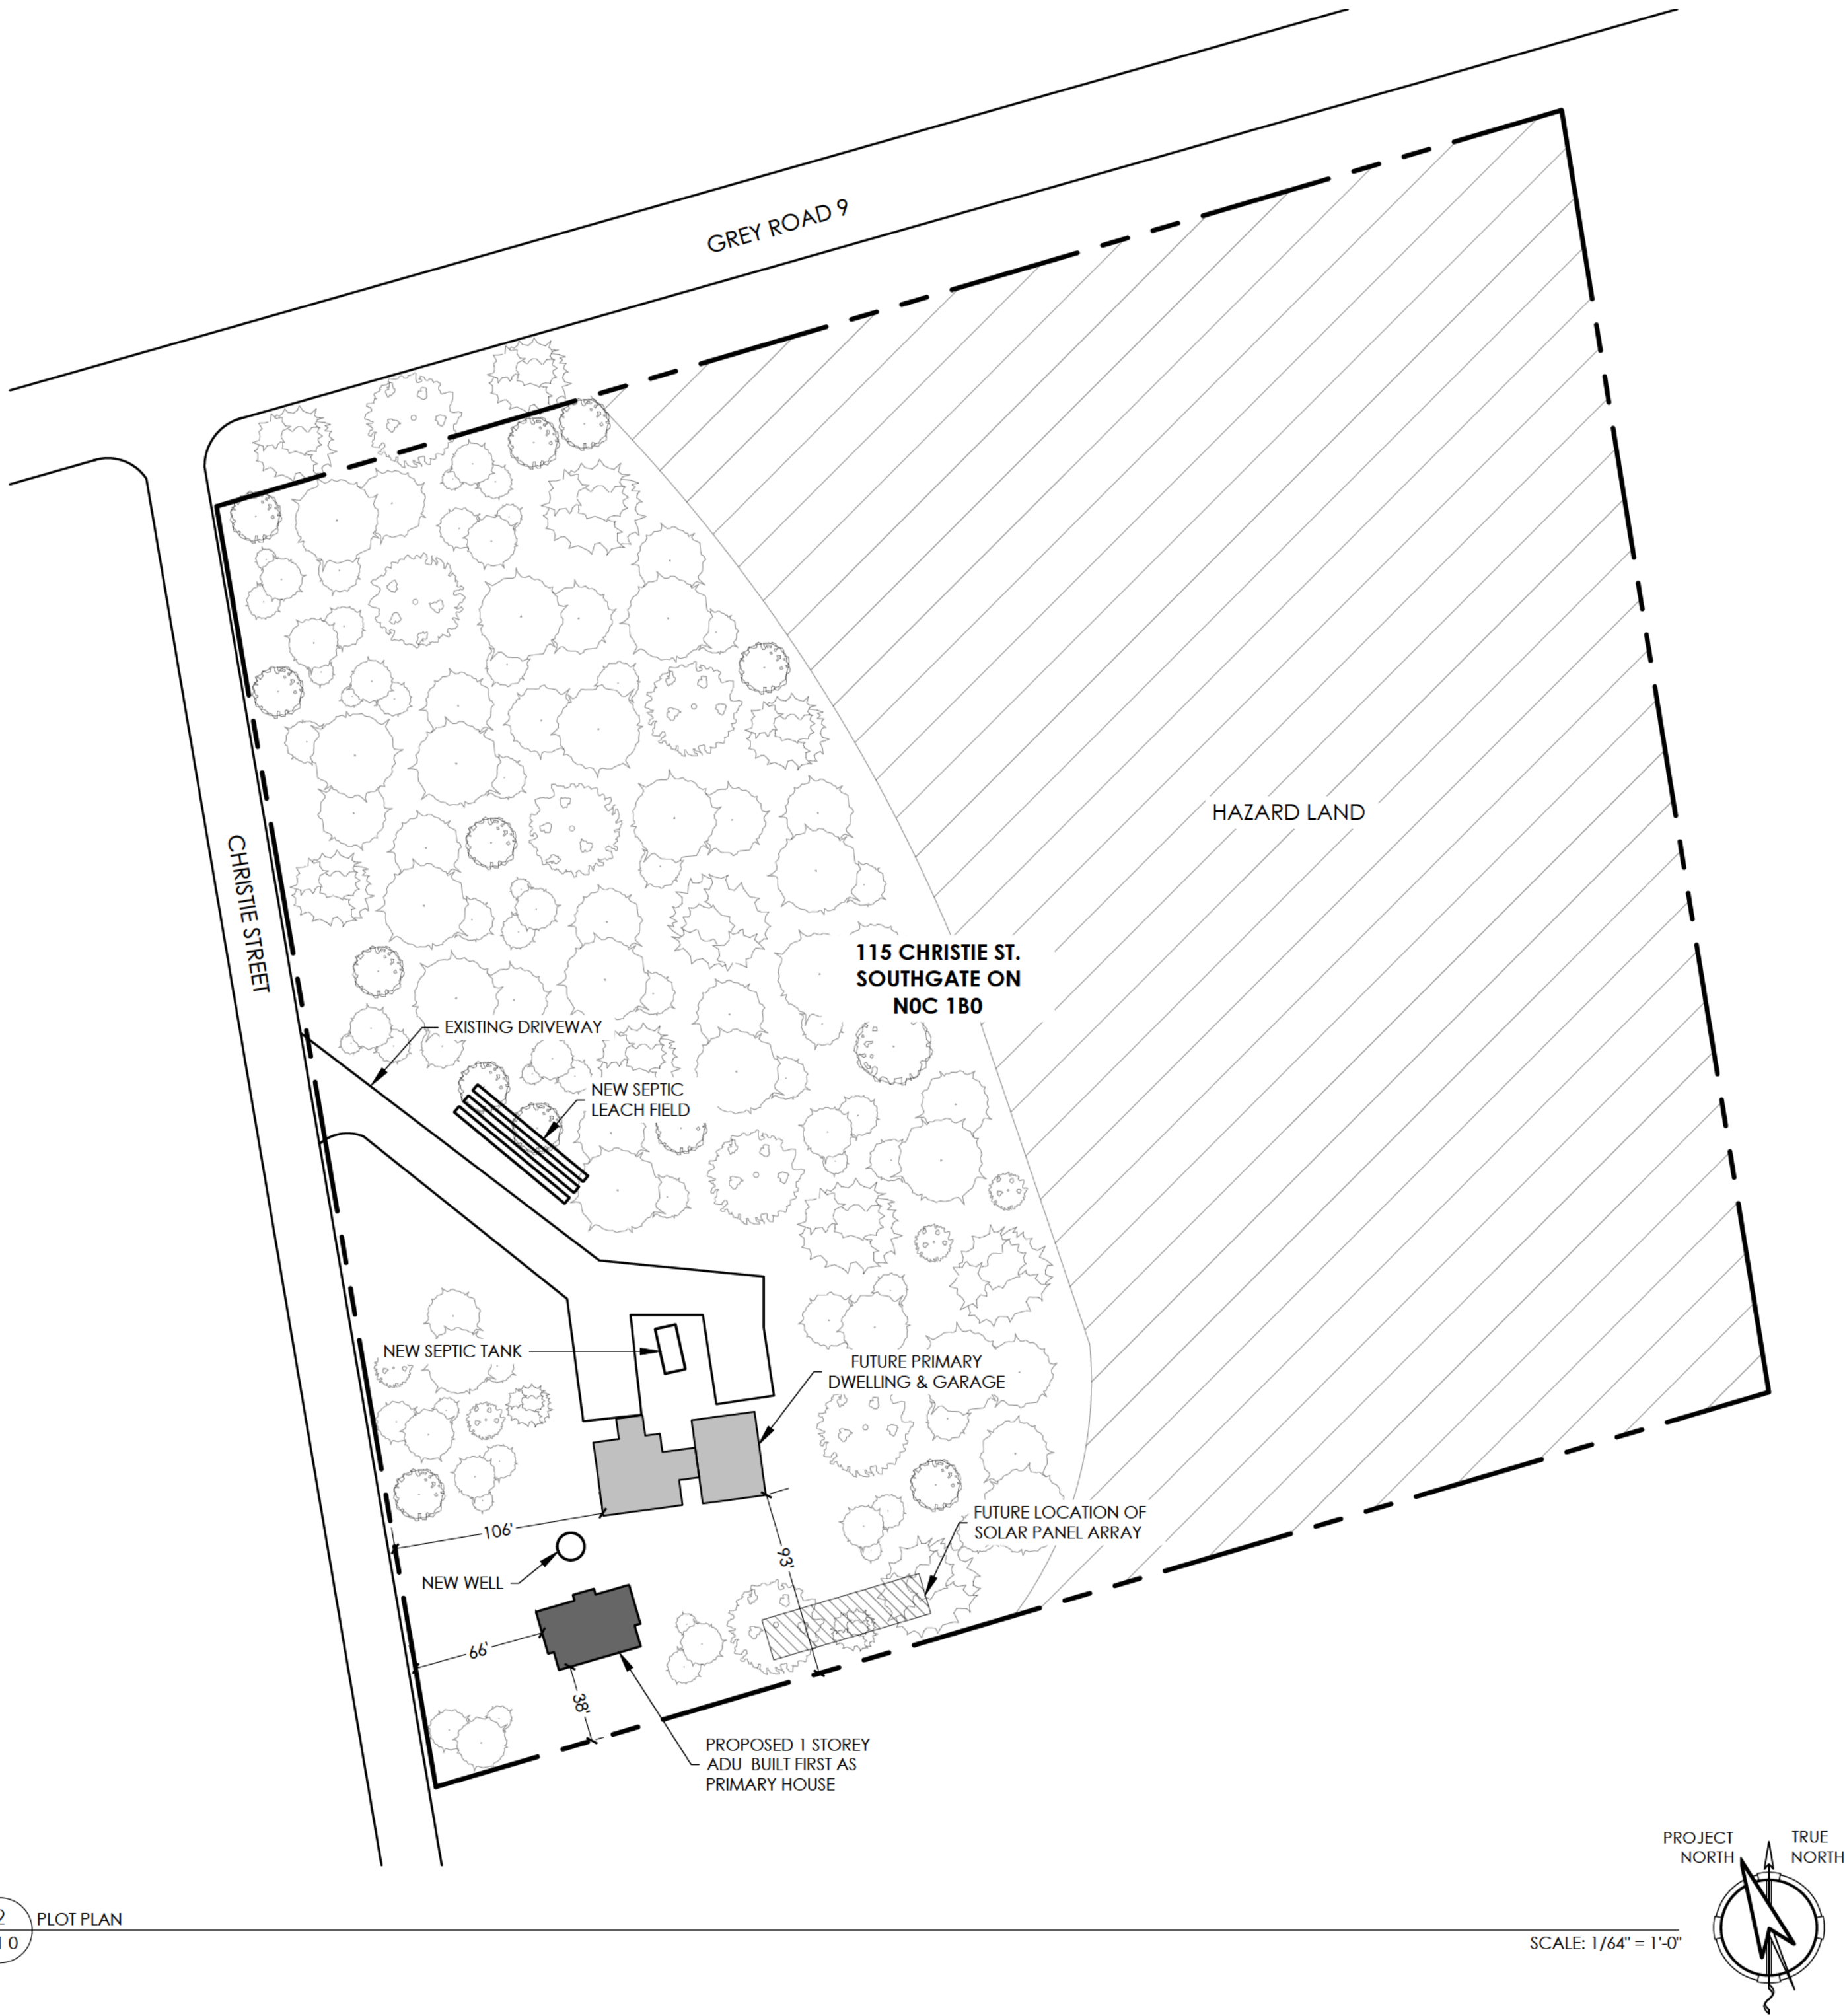 GREY ROAD 9
HAZARD LAND
CHRISTIE STREET
115 CHRISTIE ST.
SOUTHGATE ON
N0C 1B0
EXISTING DRIVEWAY
NEW SEPTIC
LEACH FIELD
NEW SEPTIC TANK
FUTURE PRIMARY
DWELLING & GARAGE
FUTURE LOCATION OF
SOLAR PANEL ARRAY
106'
93'
NEW WELL
66'
38'
PROPOSED 1 STOREY
ADU BUILT FIRST AS
PRIMARY HOUSE
PROJECT
NORTH
TRUE
NORTH
2
PLOT PLAN
SCALE: 1/64" = 1'-0"